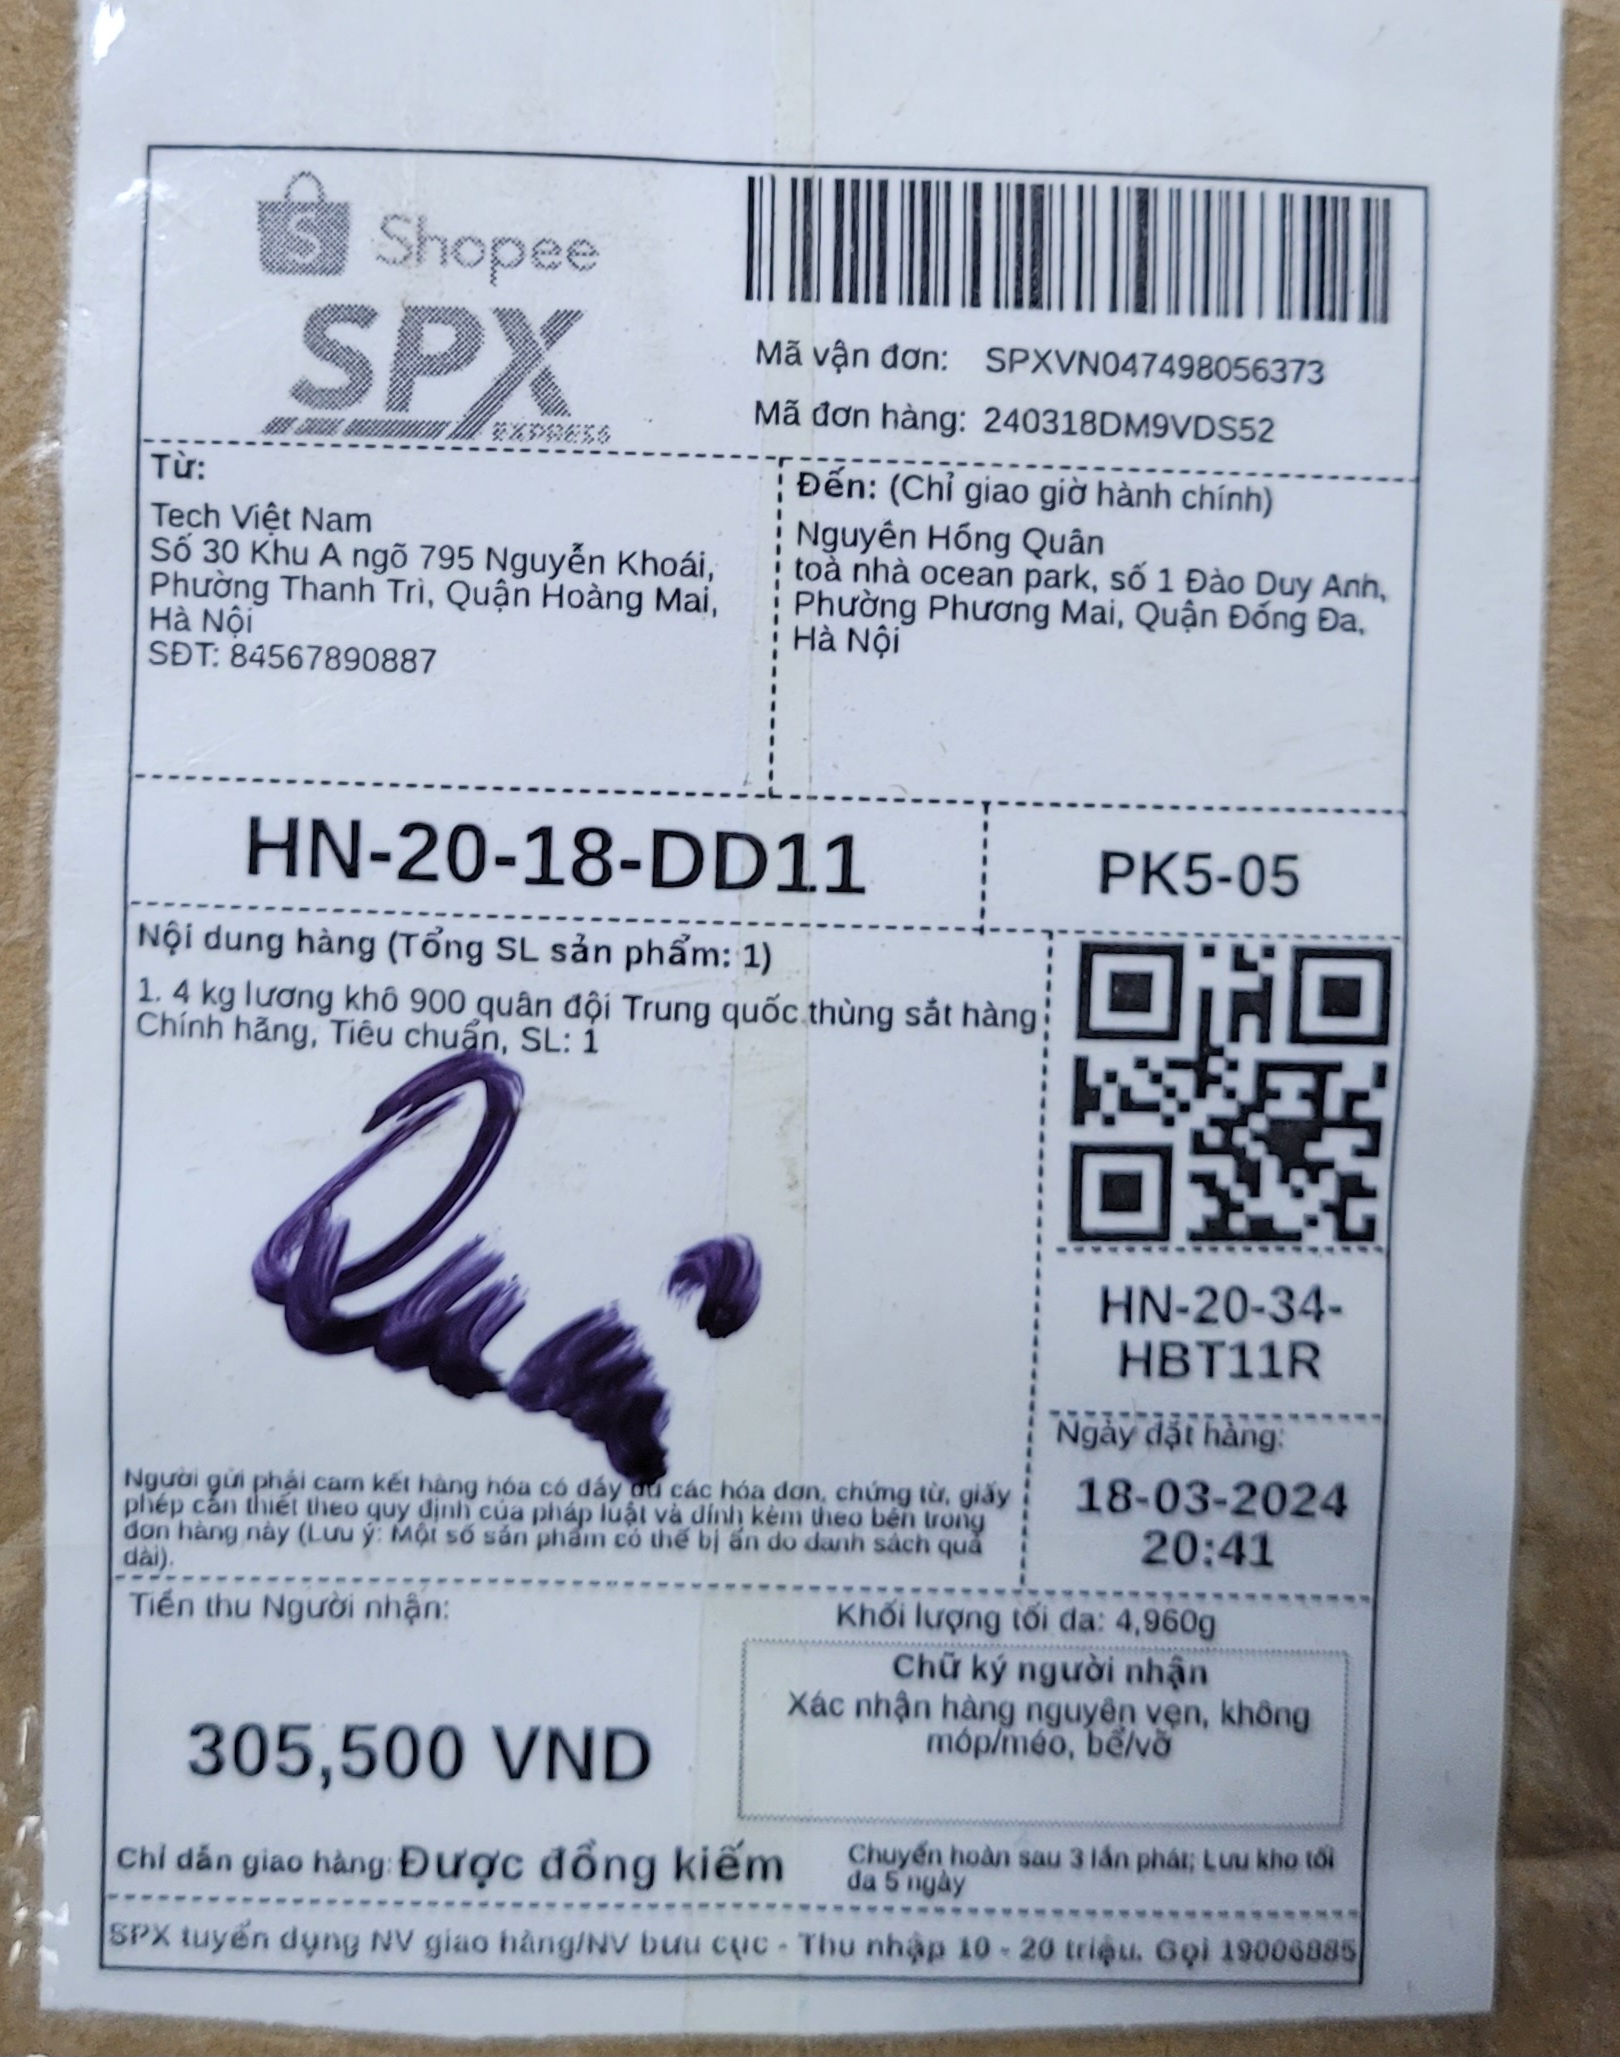 Shopee
SPX
EXPRESS
Mã vận đơn: SPXVN047498056373
Mã đơn hàng: 240318DM9VDS52
Từ:
Tech Việt Nam
Số 30 Khu A ngõ 795 Nguyễn Khoái,
Phường Thanh Trì, Quận Hoàng Mai,
Hà Nội
SĐT: 84567890887
Đến: (Chỉ giao giờ hành chính)
Nguyên Hồng Quân
toà nhà ocean park, số 1 Đào Duy Anh,
Phường Phương Mai, Quận Đống Đa,
Hà Nội
HN-20-18-DD11
PK5-05
Nội dung hàng (Tổng SL sản phẩm: 1)
1. 4 kg lương khô 900 quân đội Trung quốc thùng sắt hàng
Chính hãng, Tiêu chuẩn, SL: 1
HN-20-34-
HBT11R
Ngày đặt hàng:
18-03-2024
20:41
Người gửi phải cam kết hàng hóa có đầy đủ các hóa đơn, chứng từ, giấy
phép cần thiết theo quy định của pháp luật và đính kèm theo bên trong
đơn hàng này (Lưu ý: Một số sản phẩm có thể bị ẩn do danh sách quá
dài).
Tiền thu Người nhận:
305,500 VND
Khối lượng tối đa: 4,960g
Chữ ký người nhận
Xác nhận hàng nguyên vẹn, không
móp/méo, bể/vỡ
Chỉ dẫn giao hàng: Được đồng kiểm
Chuyển hoàn sau 3 lần phát; Lưu kho tối
đa 5 ngày
SPX tuyển dụng NV giao hàng/NV bưu cục - Thu nhập 10 - 20 triệu. Gọi 19006885